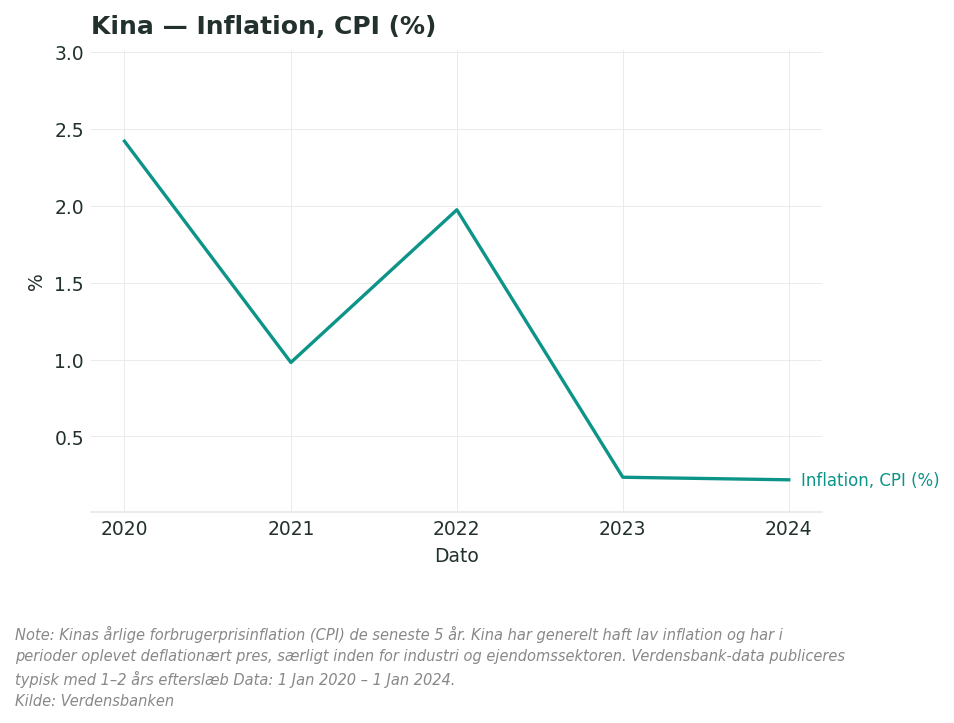 Kina — Inflation, CPI (%)
3.0
2.5
2.0
1.5
1.0
0.5
%
2020 2021 2022 2023 2024
Dato
Inflation, CPI (%)
Note: Kinas årlige forbrugerprisinflation (CPI) de seneste 5 år. Kina har generelt haft lav inflation og har i
perioder oplevet deflationært pres, særligt inden for industri og ejendomssektoren. Verdensbank-data publiceres
typisk med 1–2 års efterslæb Data: 1 Jan 2020 – 1 Jan 2024.
Kilde: Verdensbanken